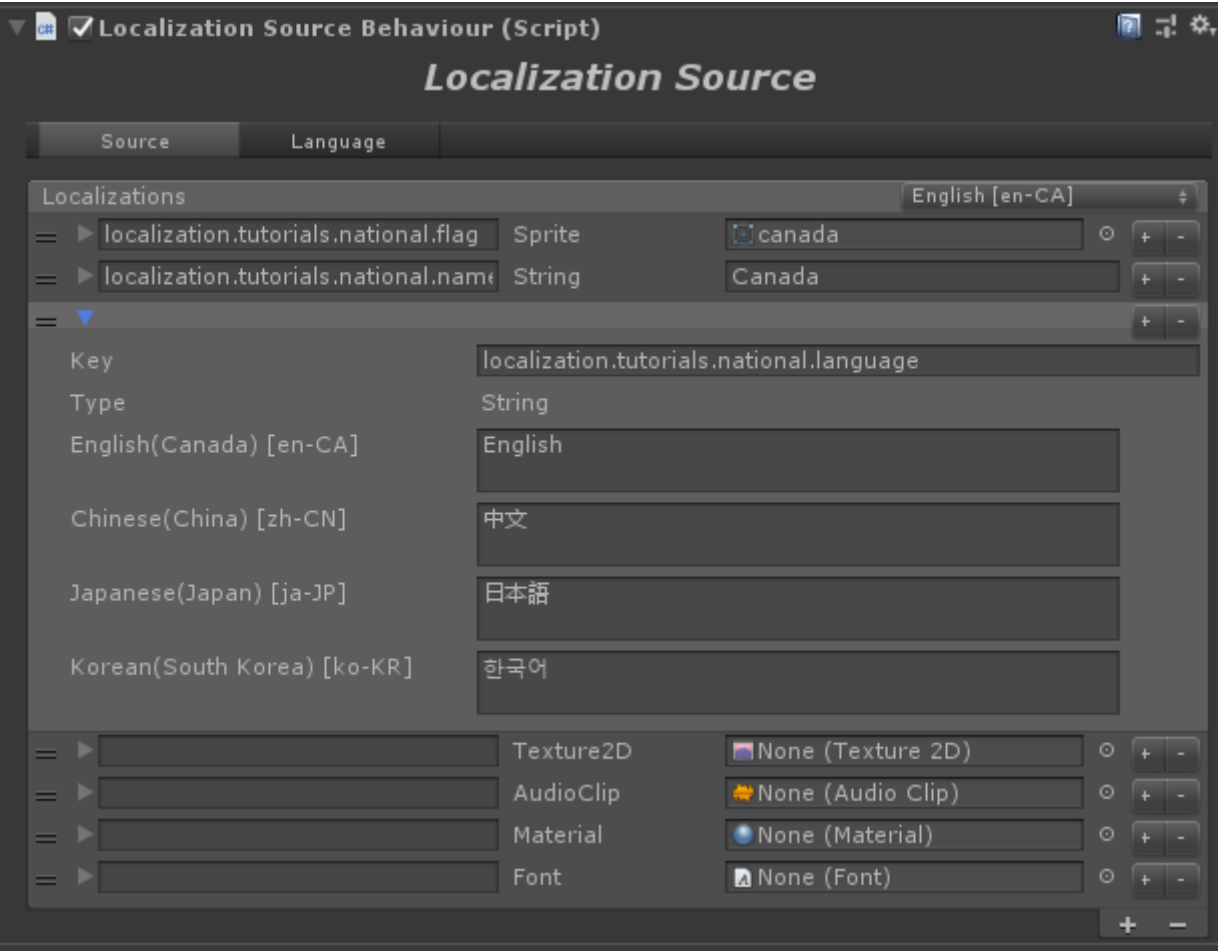 Localization Source Behaviour (Script)
Localization Source
Source Language
Localizations English [en-CA]
localization.tutorials.national.flag Sprite canada + -
localization.tutorials.national.name String Canada + -
+ -
Key localization.tutorials.national.language
Type String
English(Canada) [en-CA] English
Chinese(China) [zh-CN] 中文
Japanese(Japan) [ja-JP] 日本語
Korean(South Korea) [ko-KR] 한국어
Texture2D None (Texture 2D) + -
AudioClip None (Audio Clip) + -
Material None (Material) + -
Font None (Font) + -
+ -